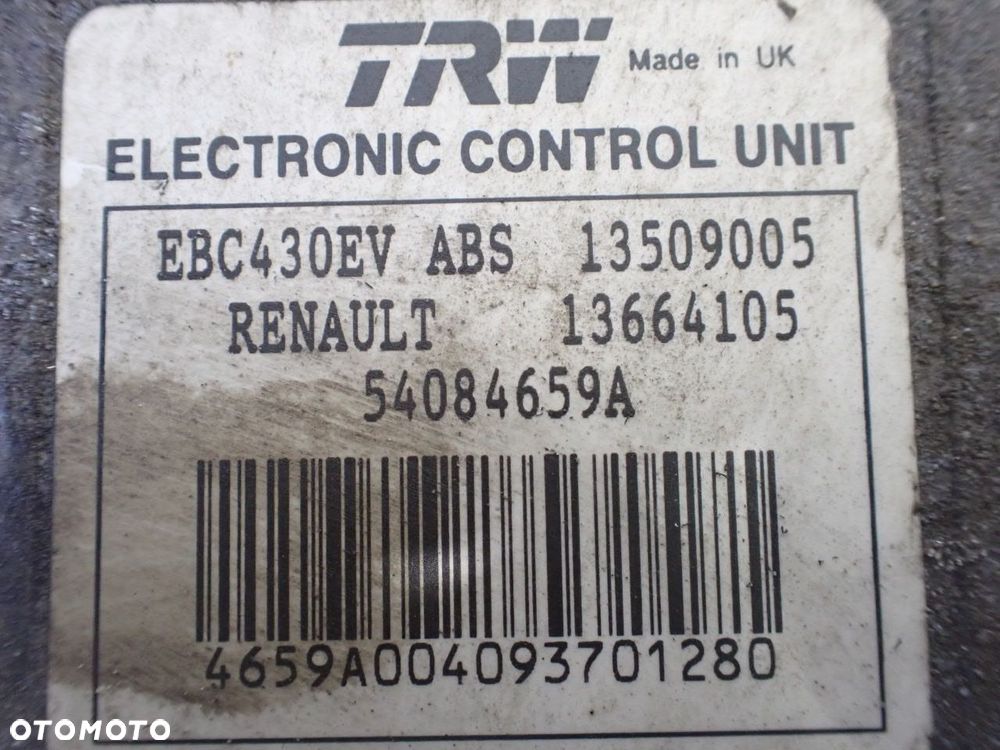 TRW Made in UK
ELECTRONIC CONTROL UNIT
EBC430EV ABS 13509005
RENAULT 13664105
54084659A
4659A004093701280
OTOMOTO